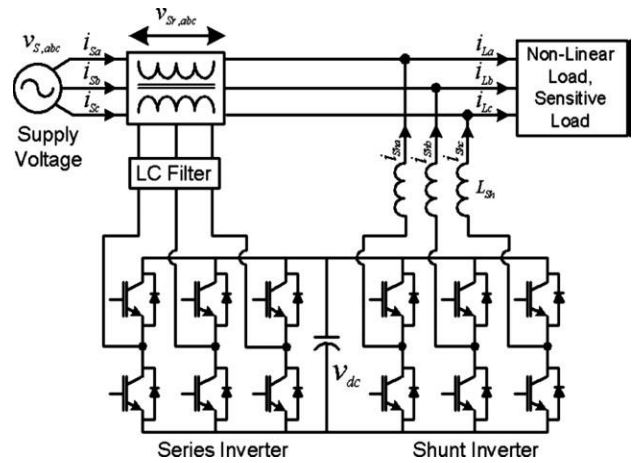 v_{Sr,abc}
v_{S,abc}
i_{Sa}
i_{Sb}
i_{Sc}
Supply
Voltage
i_{La}
i_{Lb}
i_{Lc}
Non-Linear
Load,
Sensitive
Load
LC Filter
i_{Sha}
i_{Shb}
i_{Shc}
L_{Sh}
V_{dc}
Series Inverter
Shunt Inverter